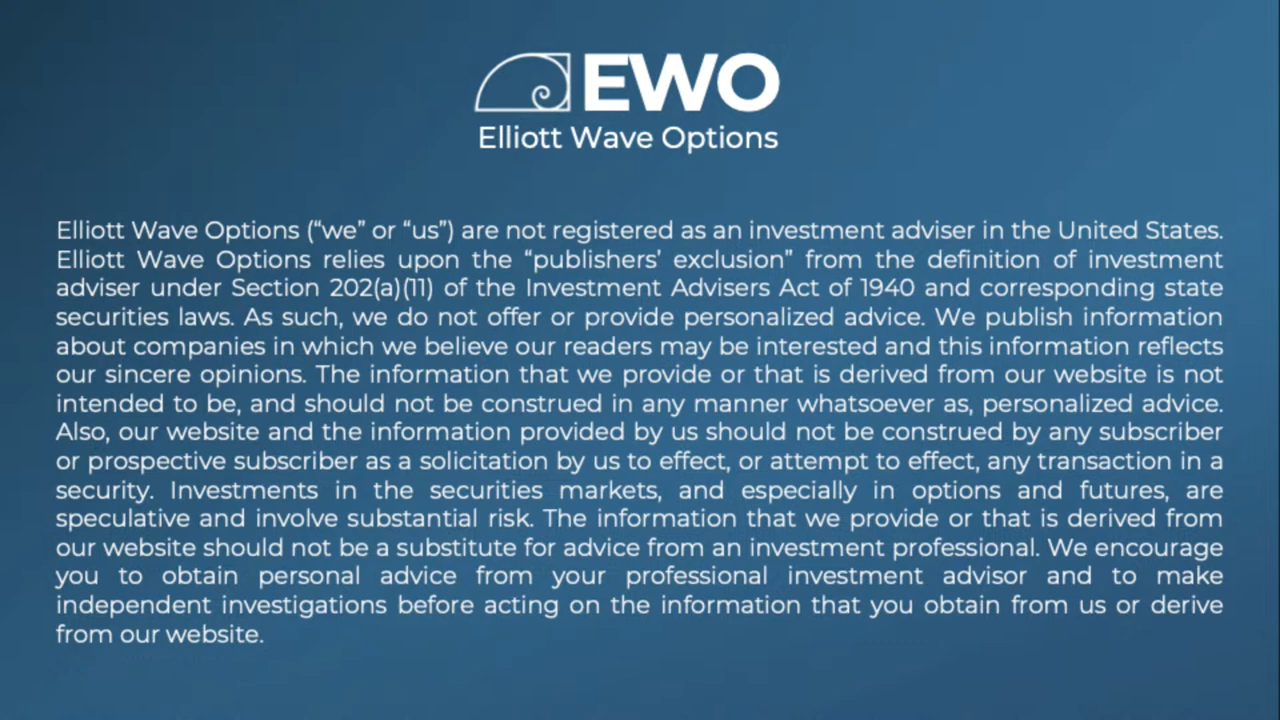 EWO
Elliott Wave Options
Elliott Wave Options (“we” or “us”) are not registered as an investment adviser in the United States.
Elliott Wave Options relies upon the “publishers’ exclusion” from the definition of investment
adviser under Section 202(a)(11) of the Investment Advisers Act of 1940 and corresponding state
securities laws. As such, we do not offer or provide personalized advice. We publish information
about companies in which we believe our readers may be interested and this information reflects
our sincere opinions. The information that we provide or that is derived from our website is not
intended to be, and should not be construed in any manner whatsoever as, personalized advice.
Also, our website and the information provided by us should not be construed by any subscriber
or prospective subscriber as a solicitation by us to effect, or attempt to effect, any transaction in a
security. Investments in the securities markets, and especially in options and futures, are
speculative and involve substantial risk. The information that we provide or that is derived from
our website should not be a substitute for advice from an investment professional. We encourage
you to obtain personal advice from your professional investment advisor and to make
independent investigations before acting on the information that you obtain from us or derive
from our website.